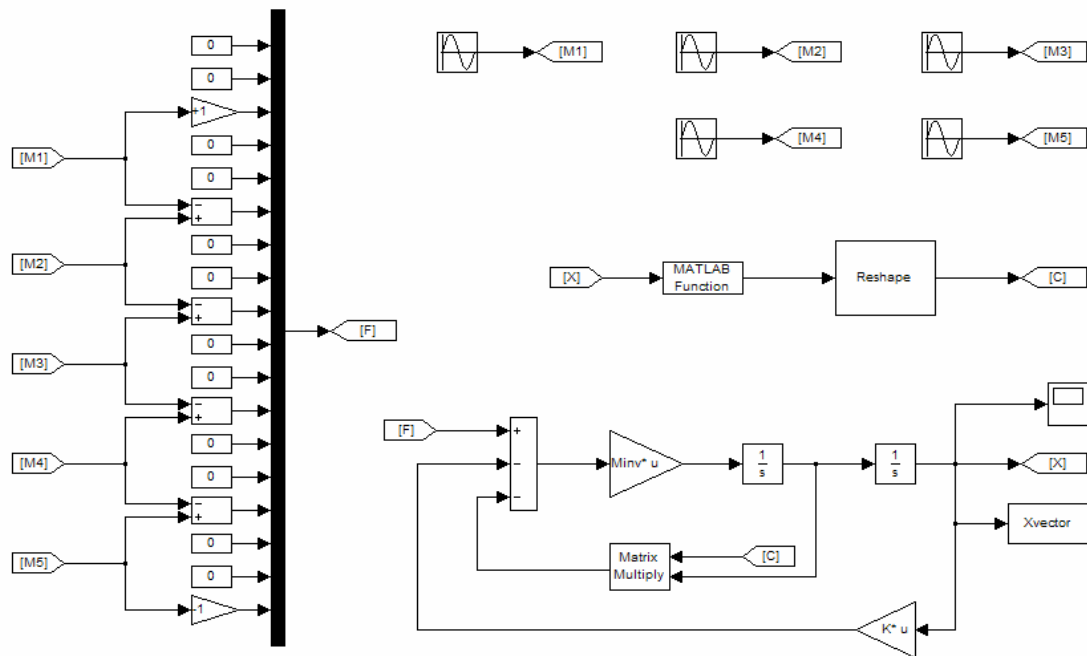 0
0
+1
[M1]
0
0
−
+
[M2]
0
0
−
+
[M3]
0
0
−
+
[M4]
0
0
−
+
[M5]
0
0
-1
[F]
[M1]
[M2]
[M3]
[M4]
[M5]
[X]
MATLAB
Function
Reshape
[C]
[F]
+
−
−
Minv* u
1
s
1
s
[X]
Xvector
Matrix
Multiply
[C]
K* u